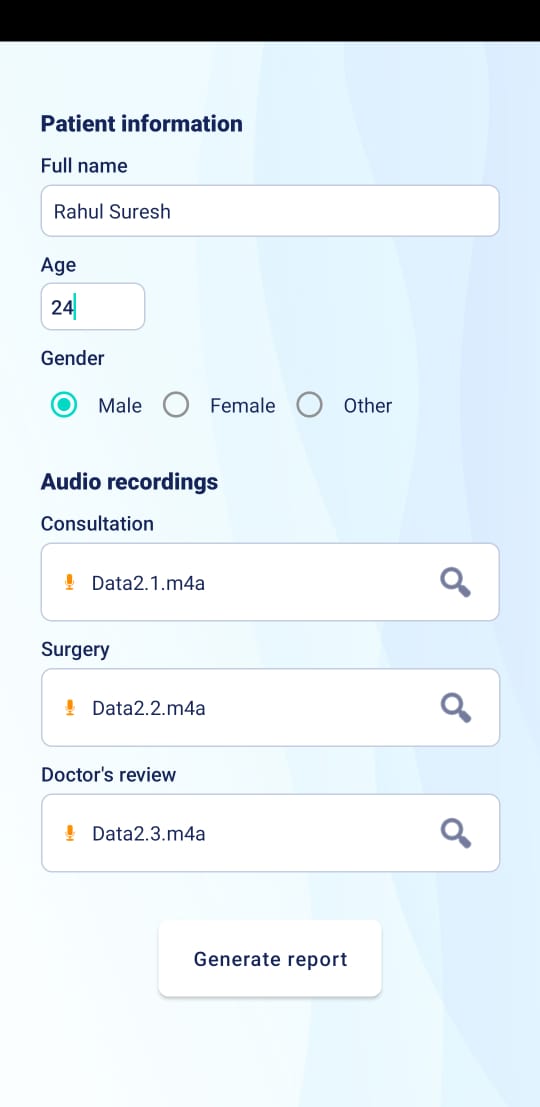 Patient information
Full name
Rahul Suresh
Age
24
Gender
Male Female Other
Audio recordings
Consultation
Data2.1.m4a
Surgery
Data2.2.m4a
Doctor's review
Data2.3.m4a
Generate report